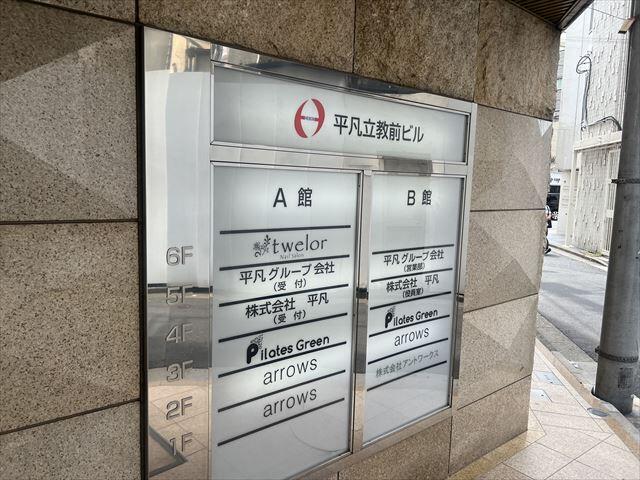 平凡立教前ビル
A館
6F
twelor
Nail Salon
5F
平凡グループ会社
(受付)
4F
株式会社 平凡
(受付)
3F
Pilates Green
2F
arrows
1F
arrows
B館
平凡グループ会社
(営業部)
株式会社 平凡
(役員室)
Pilates Green
arrows
株式会社アントワークス